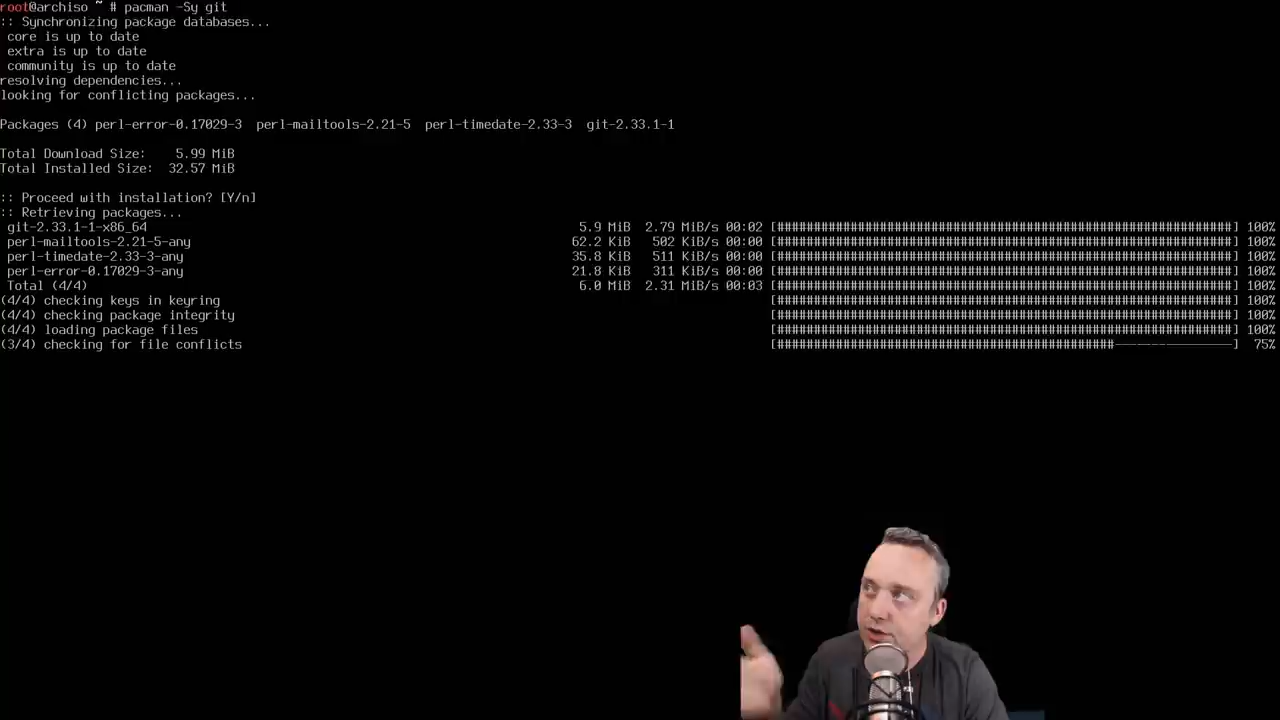 root@archiso ~ # pacman -Sy git
:: Synchronizing package databases...
 core is up to date
 extra is up to date
 community is up to date
resolving dependencies...
looking for conflicting packages...
Packages (4) perl-error-0.17029-3  perl-mailtools-2.21-5  perl-timedate-2.33-3  git-2.33.1-1
Total Download Size:    5.99 MiB
Total Installed Size:  32.57 MiB
:: Proceed with installation? [Y/n]
:: Retrieving packages...
 git-2.33.1-1-x86_64 5.9 MiB  2.79 MiB/s 00:02 [###############################################################] 100%
 perl-mailtools-2.21-5-any 62.2 KiB   502 KiB/s 00:00 [###############################################################] 100%
 perl-timedate-2.33-3-any 35.8 KiB   511 KiB/s 00:00 [###############################################################] 100%
 perl-error-0.17029-3-any 21.8 KiB   311 KiB/s 00:00 [###############################################################] 100%
 Total (4/4) 6.0 MiB  2.31 MiB/s 00:03 [###############################################################] 100%
(4/4) checking keys in keyring [###############################################################] 100%
(4/4) checking package integrity [###############################################################] 100%
(4/4) loading package files [###############################################################] 100%
(3/4) checking for file conflicts [###############################################----------------] 75%